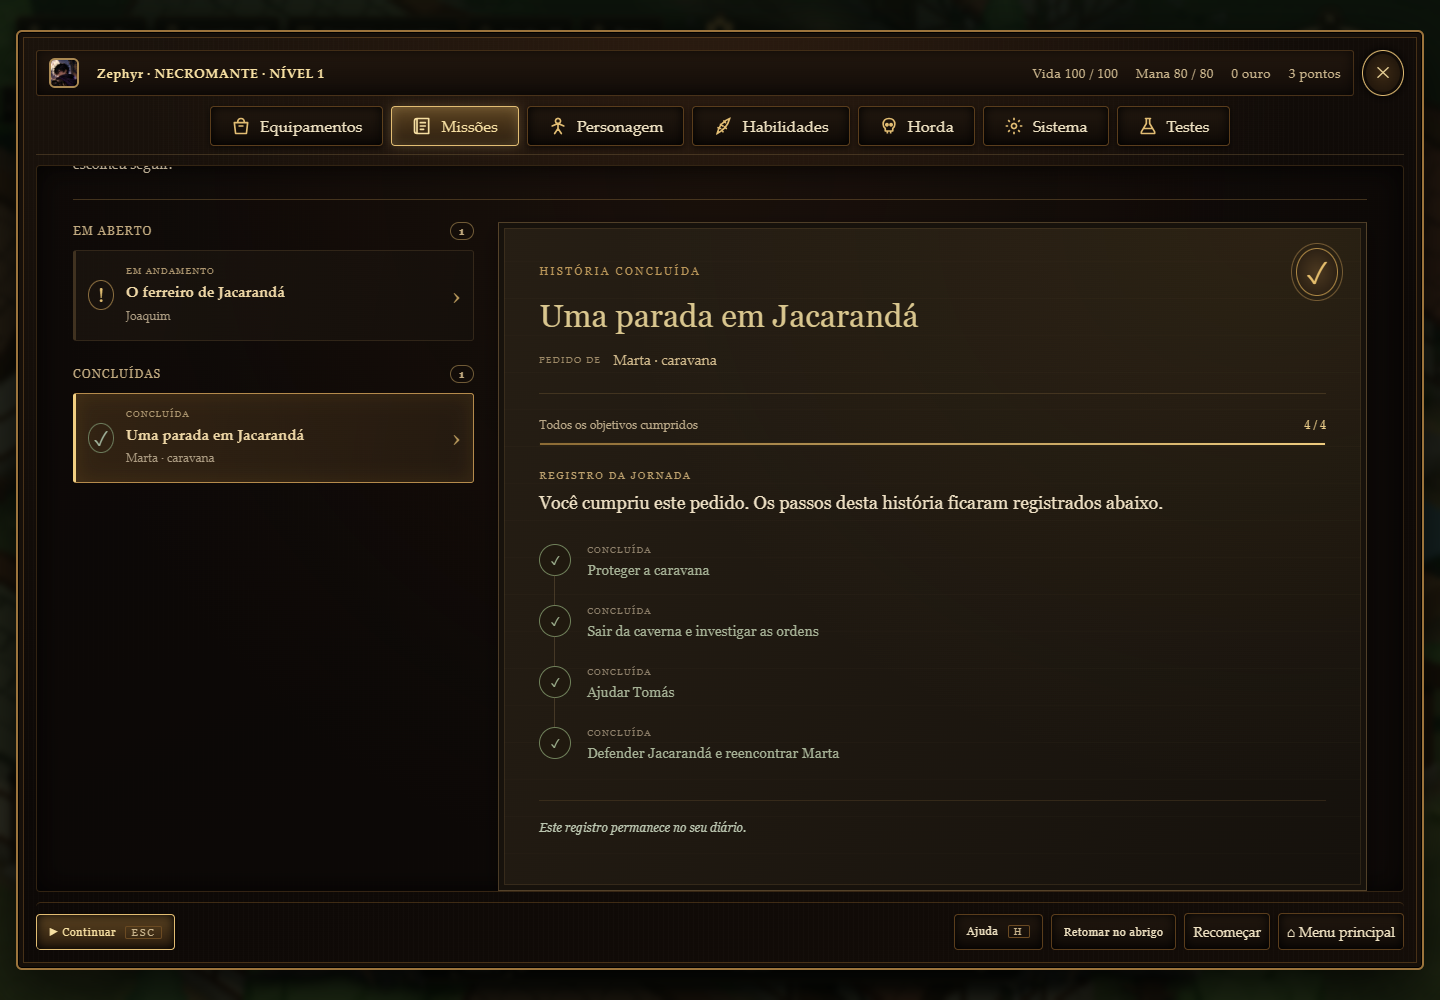 Zephyr · NECROMANTE · NÍVEL 1
Vida 100 / 100 Mana 80 / 80 0 ouro 3 pontos
Equipamentos Missões Personagem Habilidades Horda Sistema Testes
escolheu seguir.
EM ABERTO 1
EM ANDAMENTO
! O ferreiro de Jacarandá
Joaquim
CONCLUÍDAS 1
CONCLUÍDA
Uma parada em Jacarandá
Marta · caravana
HISTÓRIA CONCLUÍDA
Uma parada em Jacarandá
PEDIDO DE Marta · caravana
Todos os objetivos cumpridos 4 / 4
REGISTRO DA JORNADA
Você cumpriu este pedido. Os passos desta história ficaram registrados abaixo.
CONCLUÍDA
Proteger a caravana
CONCLUÍDA
Sair da caverna e investigar as ordens
CONCLUÍDA
Ajudar Tomás
CONCLUÍDA
Defender Jacarandá e reencontrar Marta
Este registro permanece no seu diário.
Continuar ESC Ajuda H Retomar no abrigo Recomeçar Menu principal